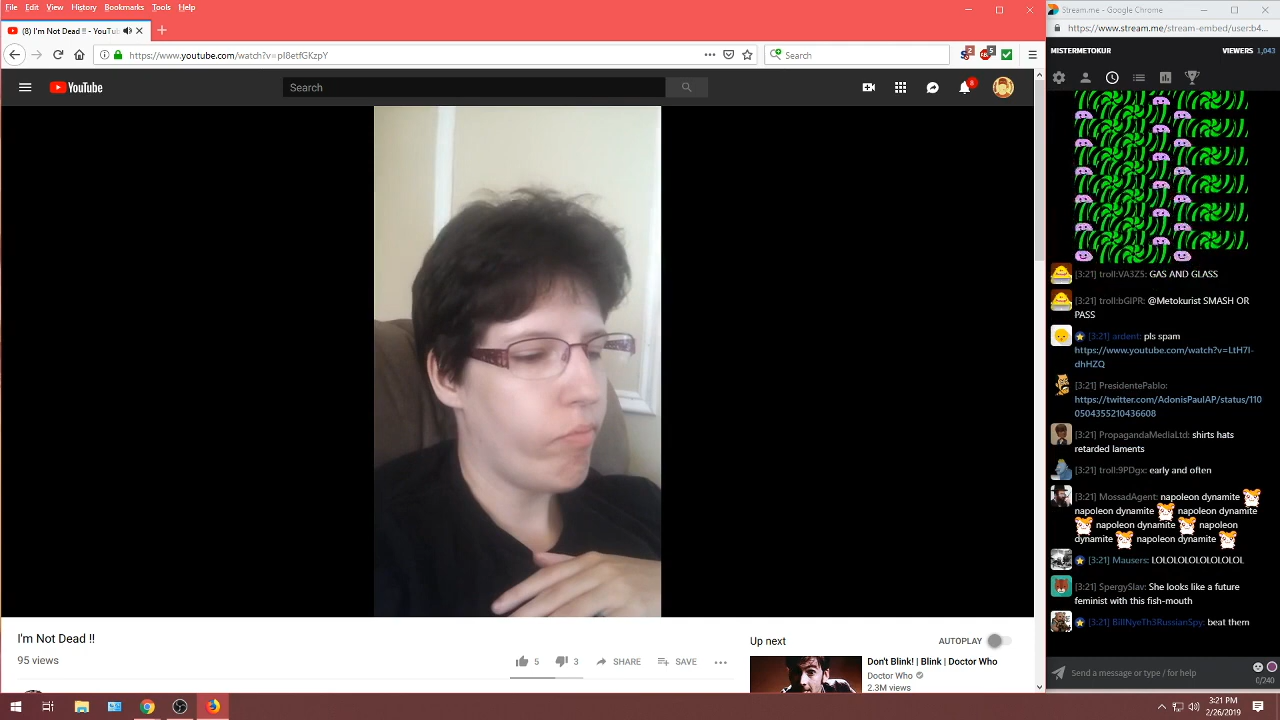 File Edit View History Bookmarks Tools Help
(8) I'm Not Dead !! - YouTu
https://www.youtube.com/watch?v=pI8etfGKzpY
Search
YouTube
Search
8
I'm Not Dead !!
95 views
5
3
SHARE
SAVE
Up next
AUTOPLAY
Don't Blink! | Blink | Doctor Who
Doctor Who
2.3M views
Stream.me - Google Chrome
https://www.stream.me/stream-embed/user:b4...
MISTERMETOKUR
VIEWERS 1,043
[3:21] troll:VA3Z5: GAS AND GLASS
[3:21] troll:bGIPR: @Metokurist SMASH OR
PASS
[3:21] ardent: pls spam
https://www.youtube.com/watch?v=LtH7I-
dhHZQ
[3:21] PresidentePablo:
https://twitter.com/AdonisPaulAP/status/110
0504355210436608
[3:21] PropagandaMediaLtd: shirts hats
retarded laments
[3:21] troll:9PDgx: early and often
[3:21] MossadAgent: napoleon dynamite
napoleon dynamite napoleon dynamite
napoleon dynamite napoleon
dynamite napoleon dynamite
[3:21] Mausers: LOLOLOLOLOLOLOLOL
[3:21] SpergySlav: She looks like a future
feminist with this fish-mouth
[3:21] BillNyeTh3RussianSpy: beat them
Send a message or type /? for help
0/240
3:21 PM
2/26/2019